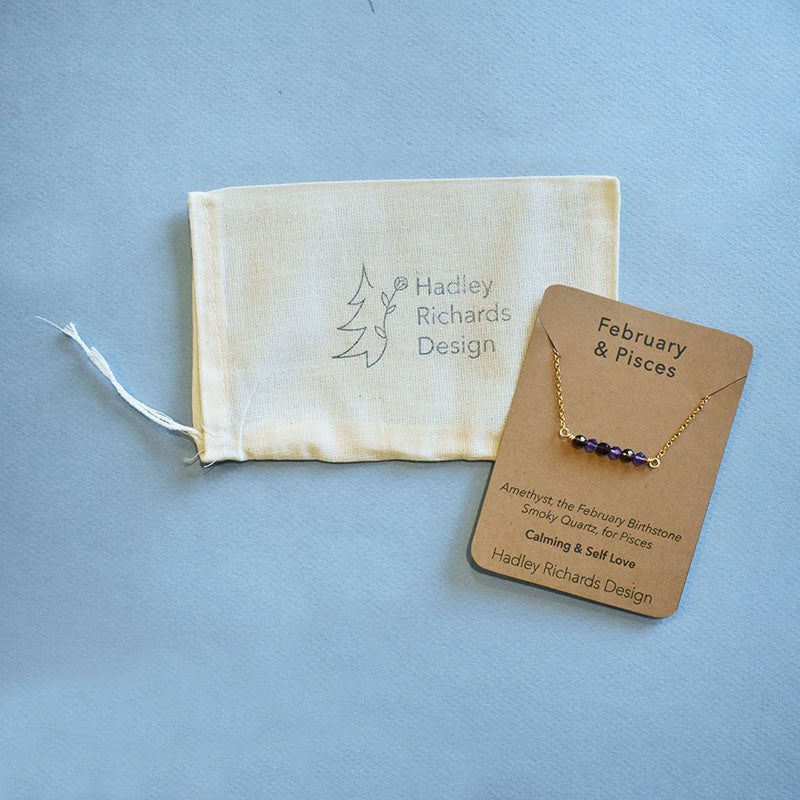 Hadley
Richards
Design
February
& Pisces
Amethyst, the February Birthstone
Smoky Quartz, for Pisces
Calming & Self Love
Hadley Richards Design